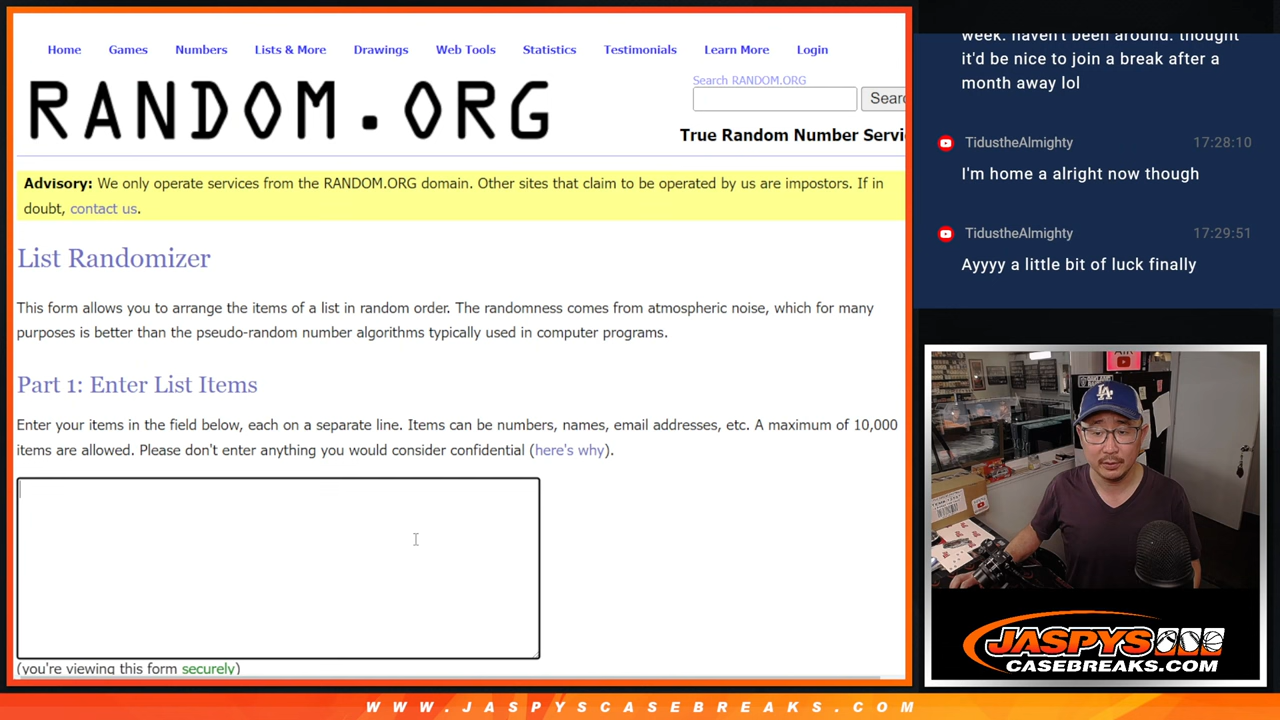 Home Games Numbers Lists & More Drawings Web Tools Statistics Testimonials Learn More Login
RANDOM.ORG
Search RANDOM.ORG
True Random Number Servi
Advisory: We only operate services from the RANDOM.ORG domain. Other sites that claim to be operated by us are impostors. If in
doubt, contact us.
List Randomizer
This form allows you to arrange the items of a list in random order. The randomness comes from atmospheric noise, which for many
purposes is better than the pseudo-random number algorithms typically used in computer programs.
Part 1: Enter List Items
Enter your items in the field below, each on a separate line. Items can be numbers, names, email addresses, etc. A maximum of 10,000
items are allowed. Please don't enter anything you would consider confidential (here's why).
(you're viewing this form securely)
week. haven't been around. thought
it'd be nice to join a break after a
month away lol
TidustheAlmighty 17:28:10
I'm home a alright now though
TidustheAlmighty 17:29:51
Ayyyy a little bit of luck finally
LA
JASPYS
CASEBREAKS.COM
WWW.JASPYSCASEBREAKS.COM